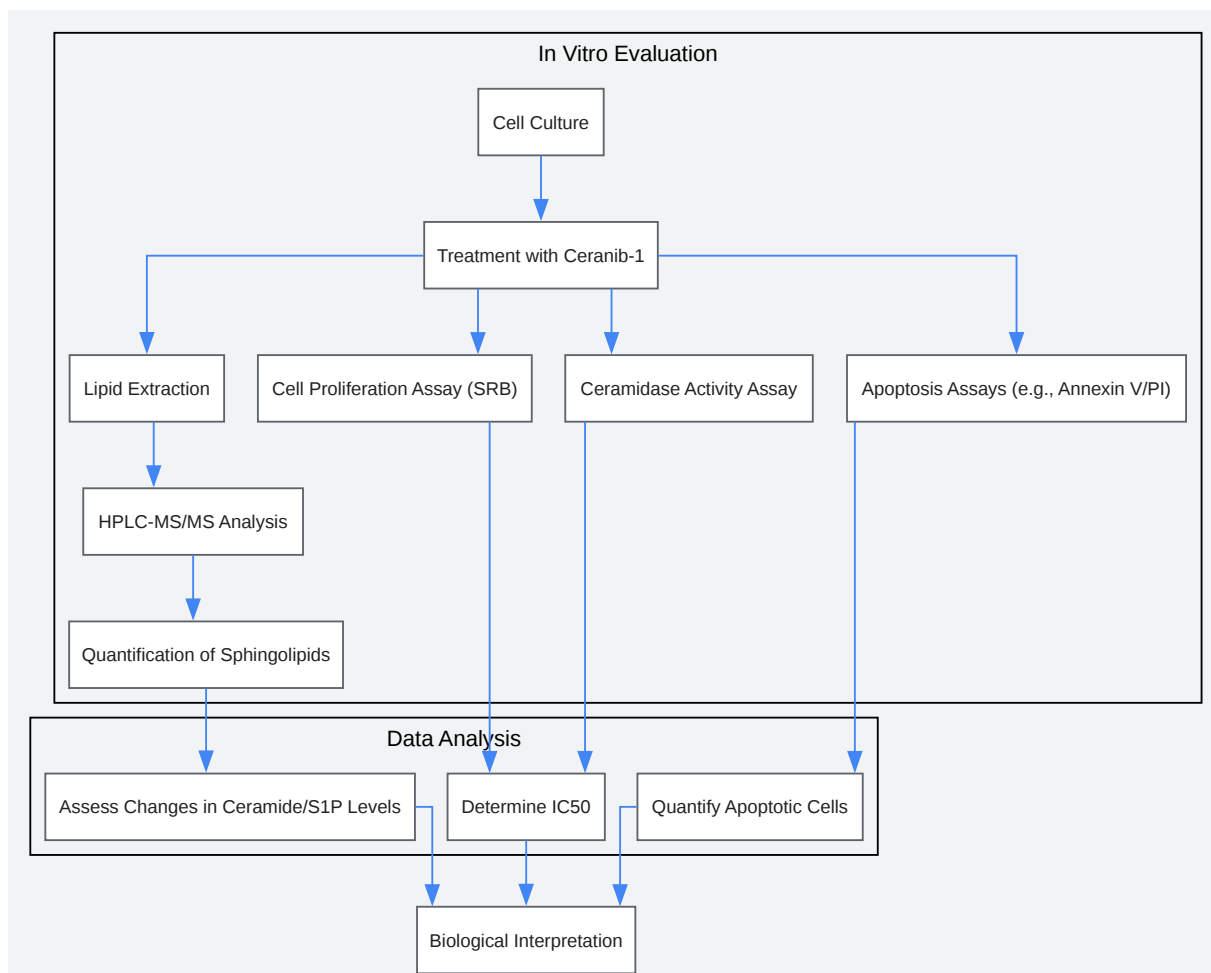 In Vitro Evaluation
Cell Culture
Treatment with Ceranib-1
Lipid Extraction
Cell Proliferation Assay (SRB)
Ceramidase Activity Assay
Apoptosis Assays (e.g., Annexin V/PI)
HPLC-MS/MS Analysis
Quantification of Sphingolipids
Data Analysis
Assess Changes in Ceramide/S1P Levels
Determine IC50
Quantify Apoptotic Cells
Biological Interpretation